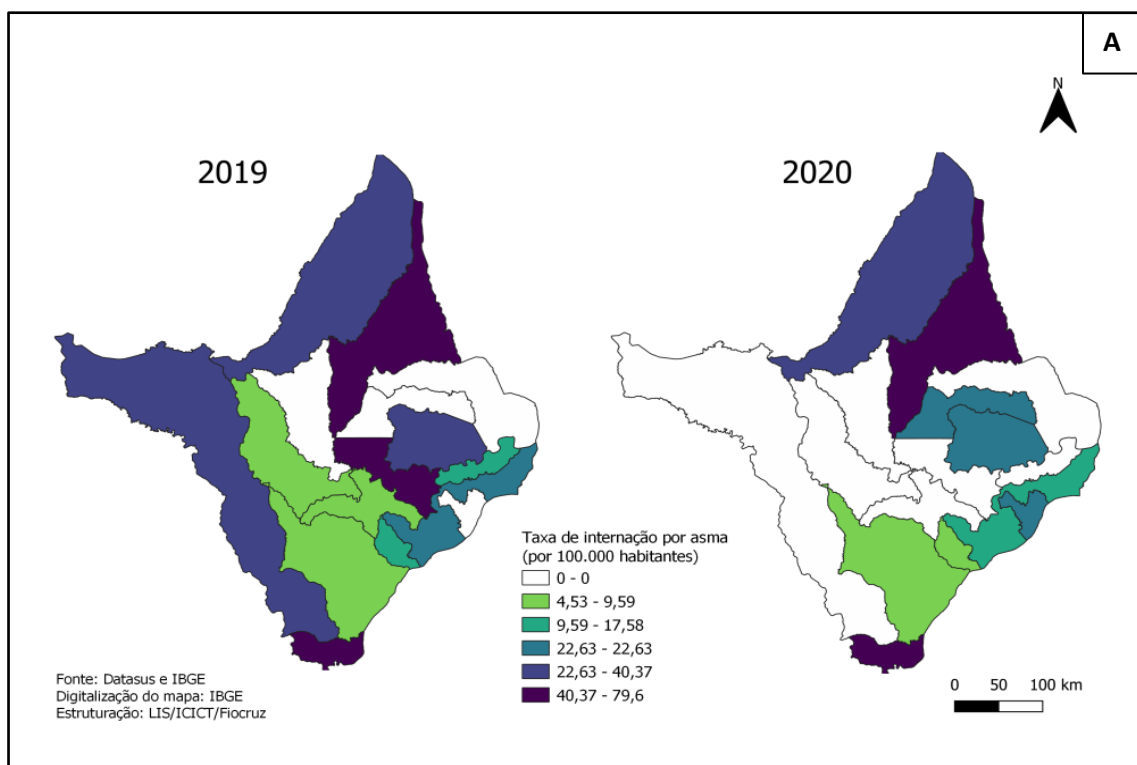 A
N
2019
2020
Taxa de internação por asma
(por 100.000 habitantes)
0 - 0
4,53 - 9,59
9,59 - 17,58
22,63 - 22,63
22,63 - 40,37
40,37 - 79,6
Fonte: Datasus e IBGE
Digitalização do mapa: IBGE
Estruturação: LIS/ICICT/Fiocruz
0 50 100 km